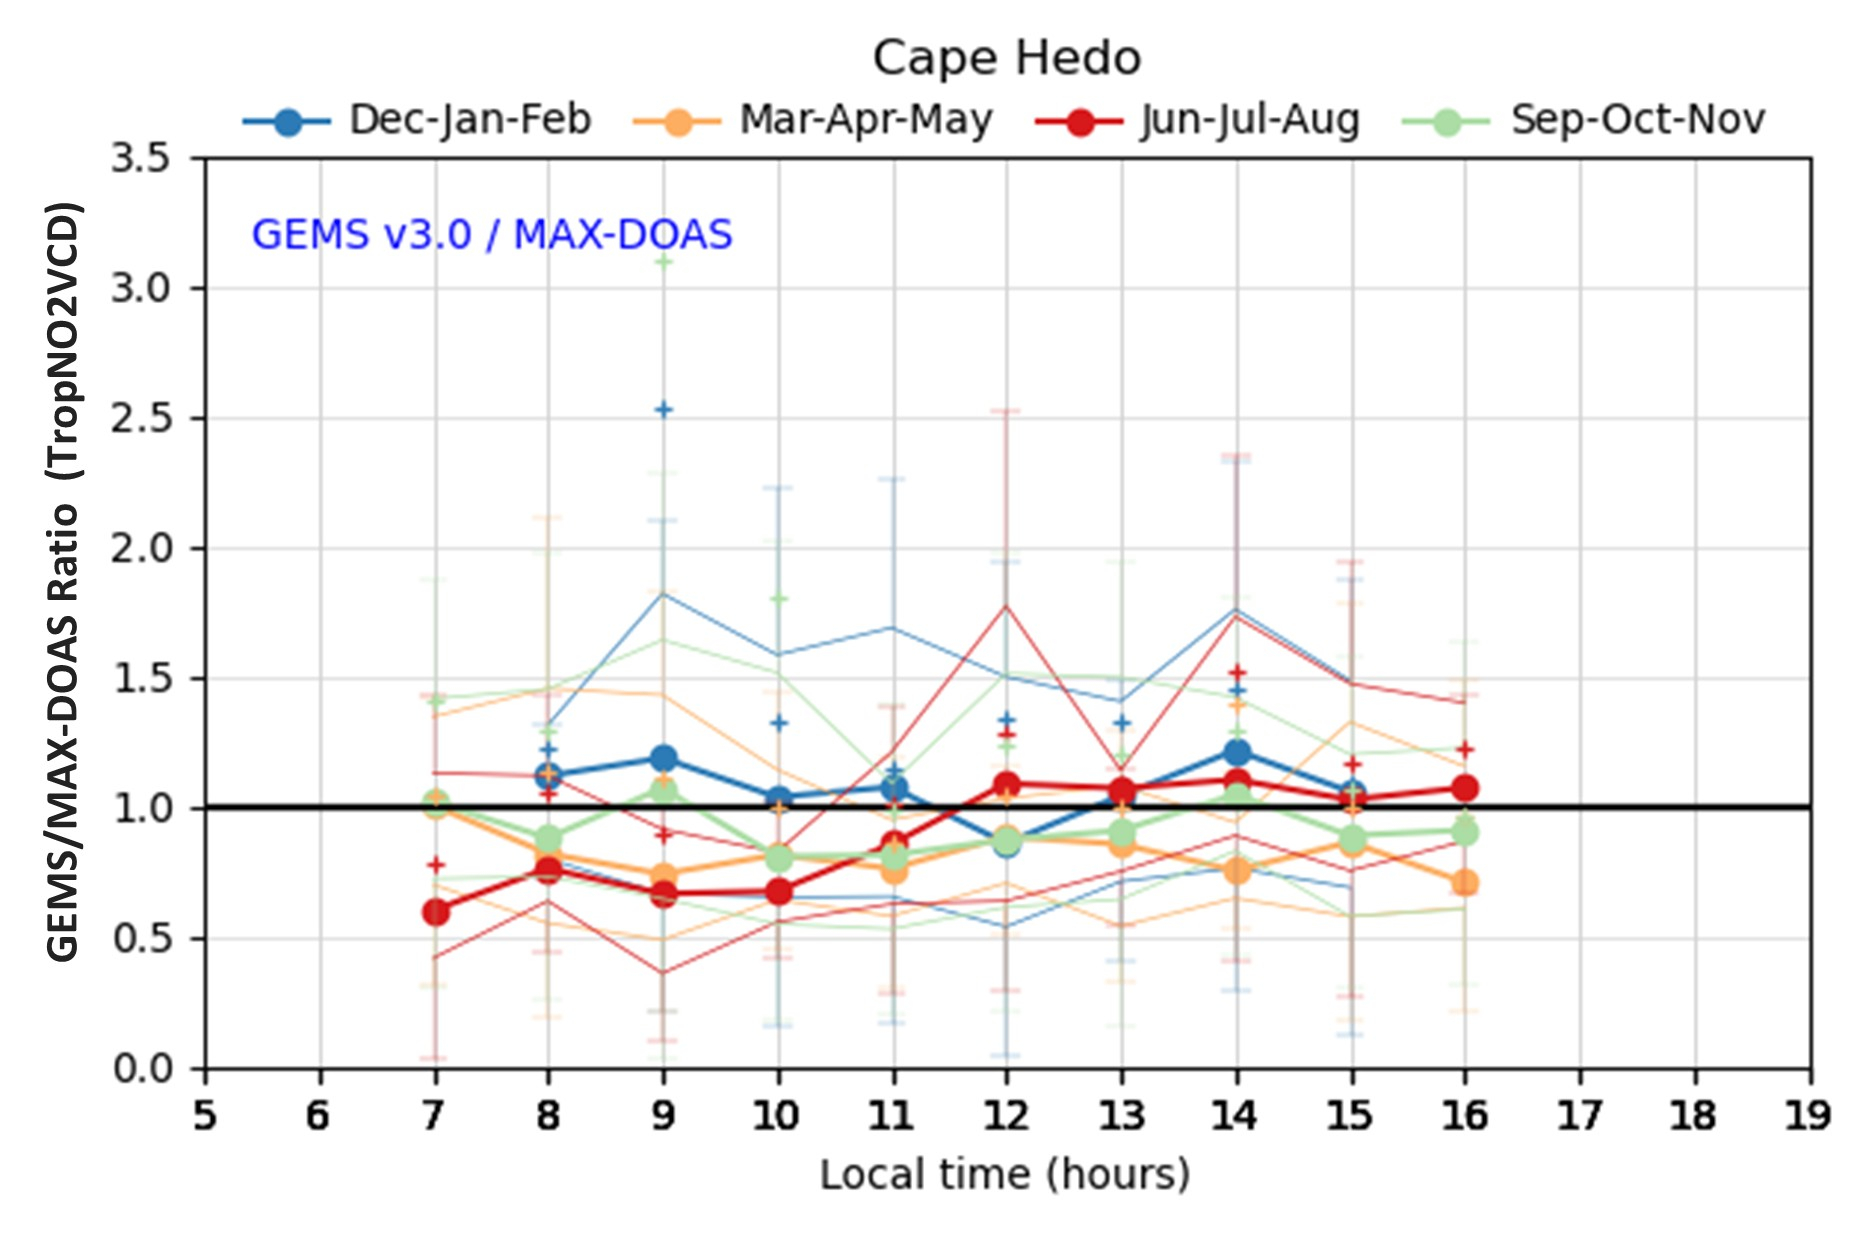 Cape Hedo
Dec-Jan-Feb Mar-Apr-May Jun-Jul-Aug Sep-Oct-Nov
GEMS v3.0 / MAX-DOAS
GEMS/MAX-DOAS Ratio (TropNO2VCD)
3.5
3.0
2.5
2.0
1.5
1.0
0.5
0.0
5 6 7 8 9 10 11 12 13 14 15 16 17 18 19
Local time (hours)